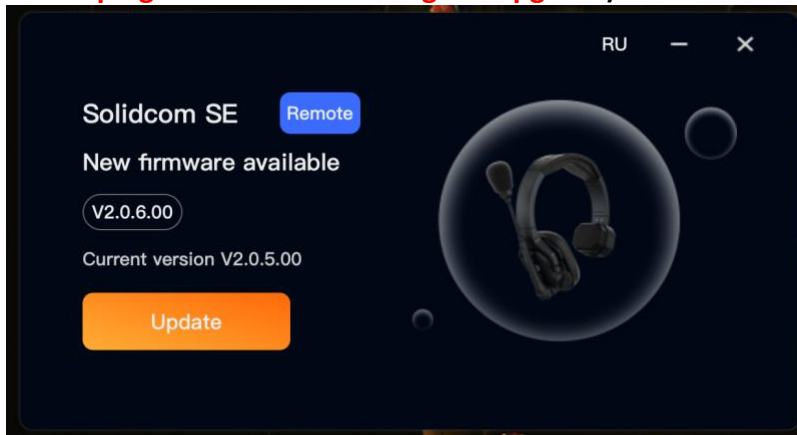 RU
Solidcom SE Remote
New firmware available
V2.0.6.00
Current version V2.0.5.00
Update